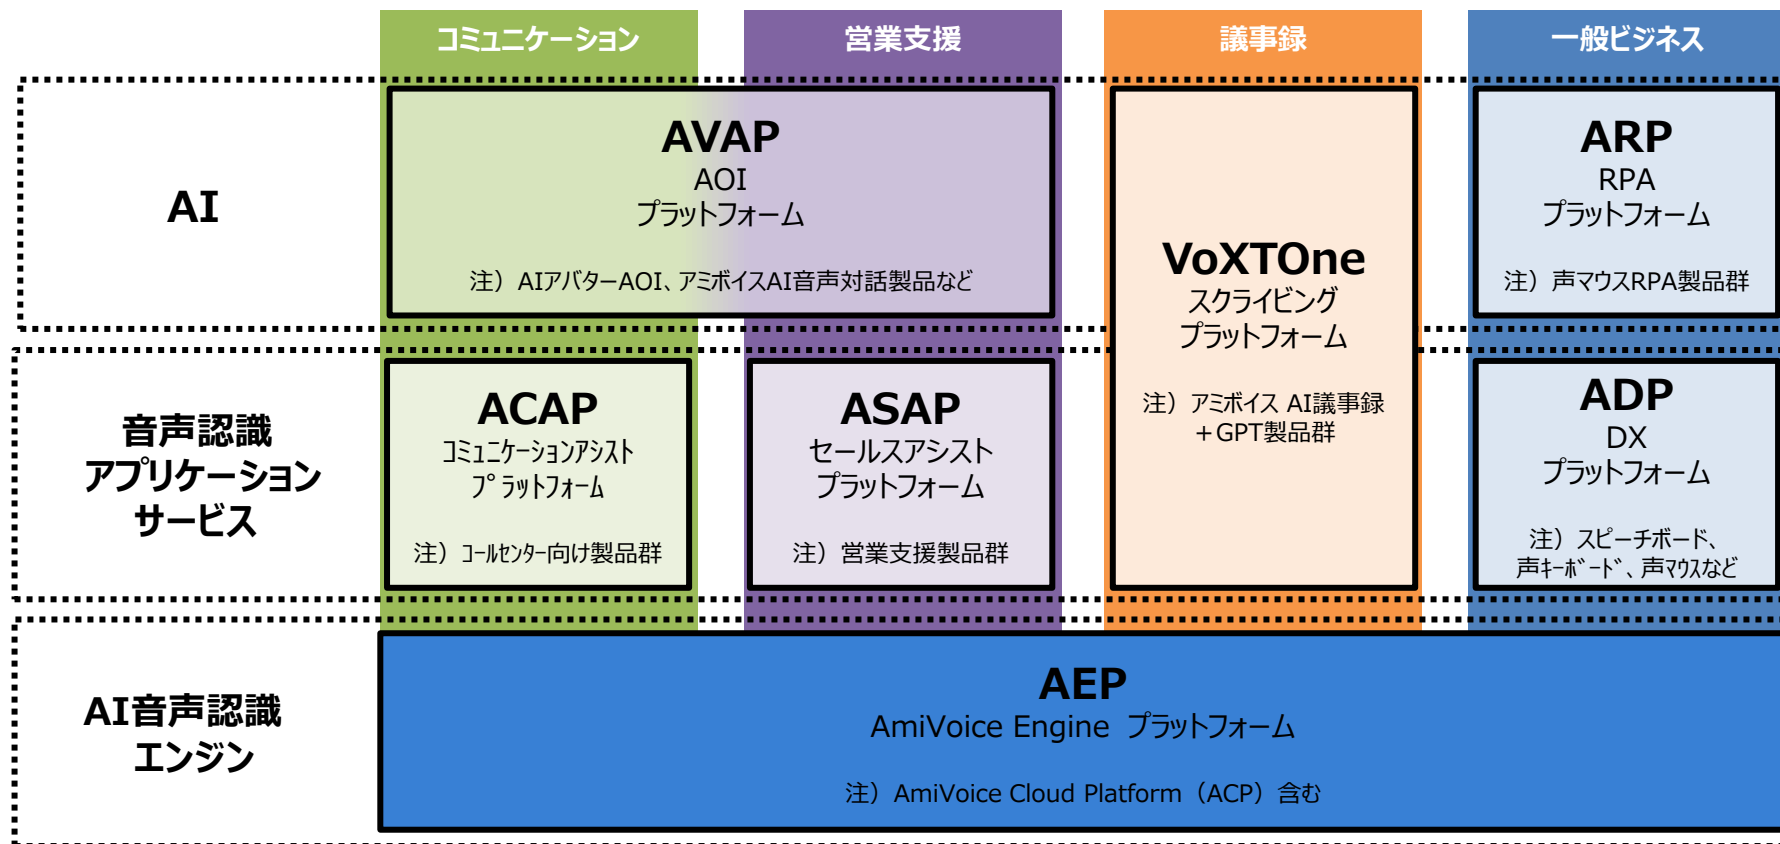 コミュニケーション
営業支援
議事録
一般ビジネス
AI
AVAP
AOI
プラットフォーム
注）AIアバターAOI、アミボイスAI音声対話製品など
VoXTOne
スクライビング
プラットフォーム
注）アミボイス AI議事録
＋GPT製品群
ARP
RPA
プラットフォーム
注）声マウスRPA製品群
音声認識
アプリケーション
サービス
ACAP
ｺﾐｭﾆｹｰｼｮﾝｱｼｽﾄ
ﾌﾟﾗｯﾄﾌｫｰﾑ
注）ｺｰﾙｾﾝﾀｰ向け製品群
ASAP
セールスアシスト
プラットフォーム
注）営業支援製品群
ADP
DX
プラットフォーム
注）スピーチボード、
声ｷｰﾎﾞｰﾄﾞ、声ﾏｳｽなど
AI音声認識
エンジン
AEP
AmiVoice Engine プラットフォーム
注）AmiVoice Cloud Platform（ACP）含む